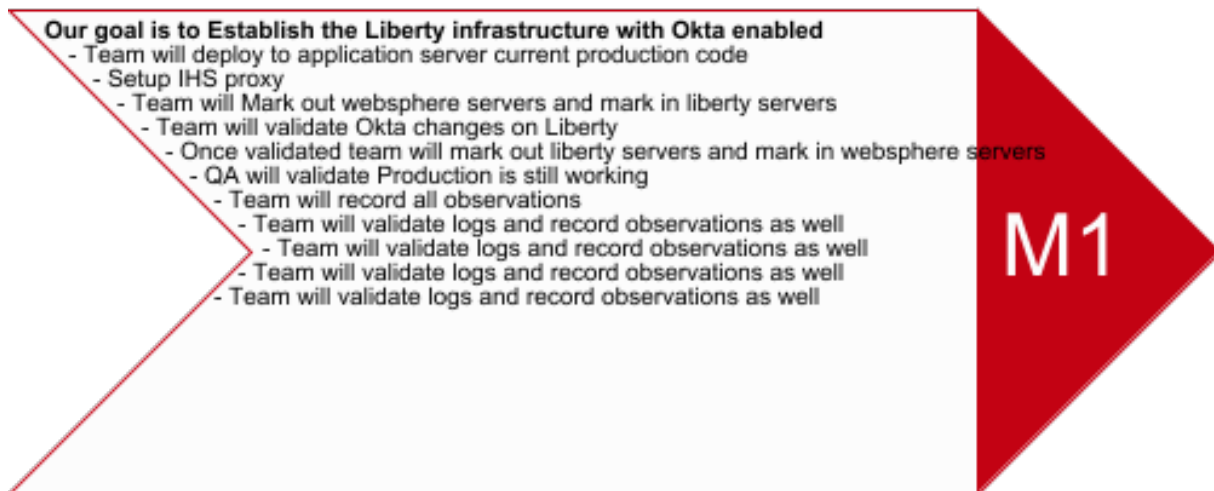 Our goal is to Establish the Liberty infrastructure with Okta enabled
- Team will deploy to application server current production code
- Setup IHS proxy
- Team will Mark out websphere servers and mark in liberty servers
- Team will validate Okta changes on Liberty
- Once validated team will mark out liberty servers and mark in websphere servers
- QA will validate Production is still working
- Team will record all observations
- Team will validate logs and record observations as well
- Team will validate logs and record observations as well
- Team will validate logs and record observations as well
- Team will validate logs and record observations as well
M1